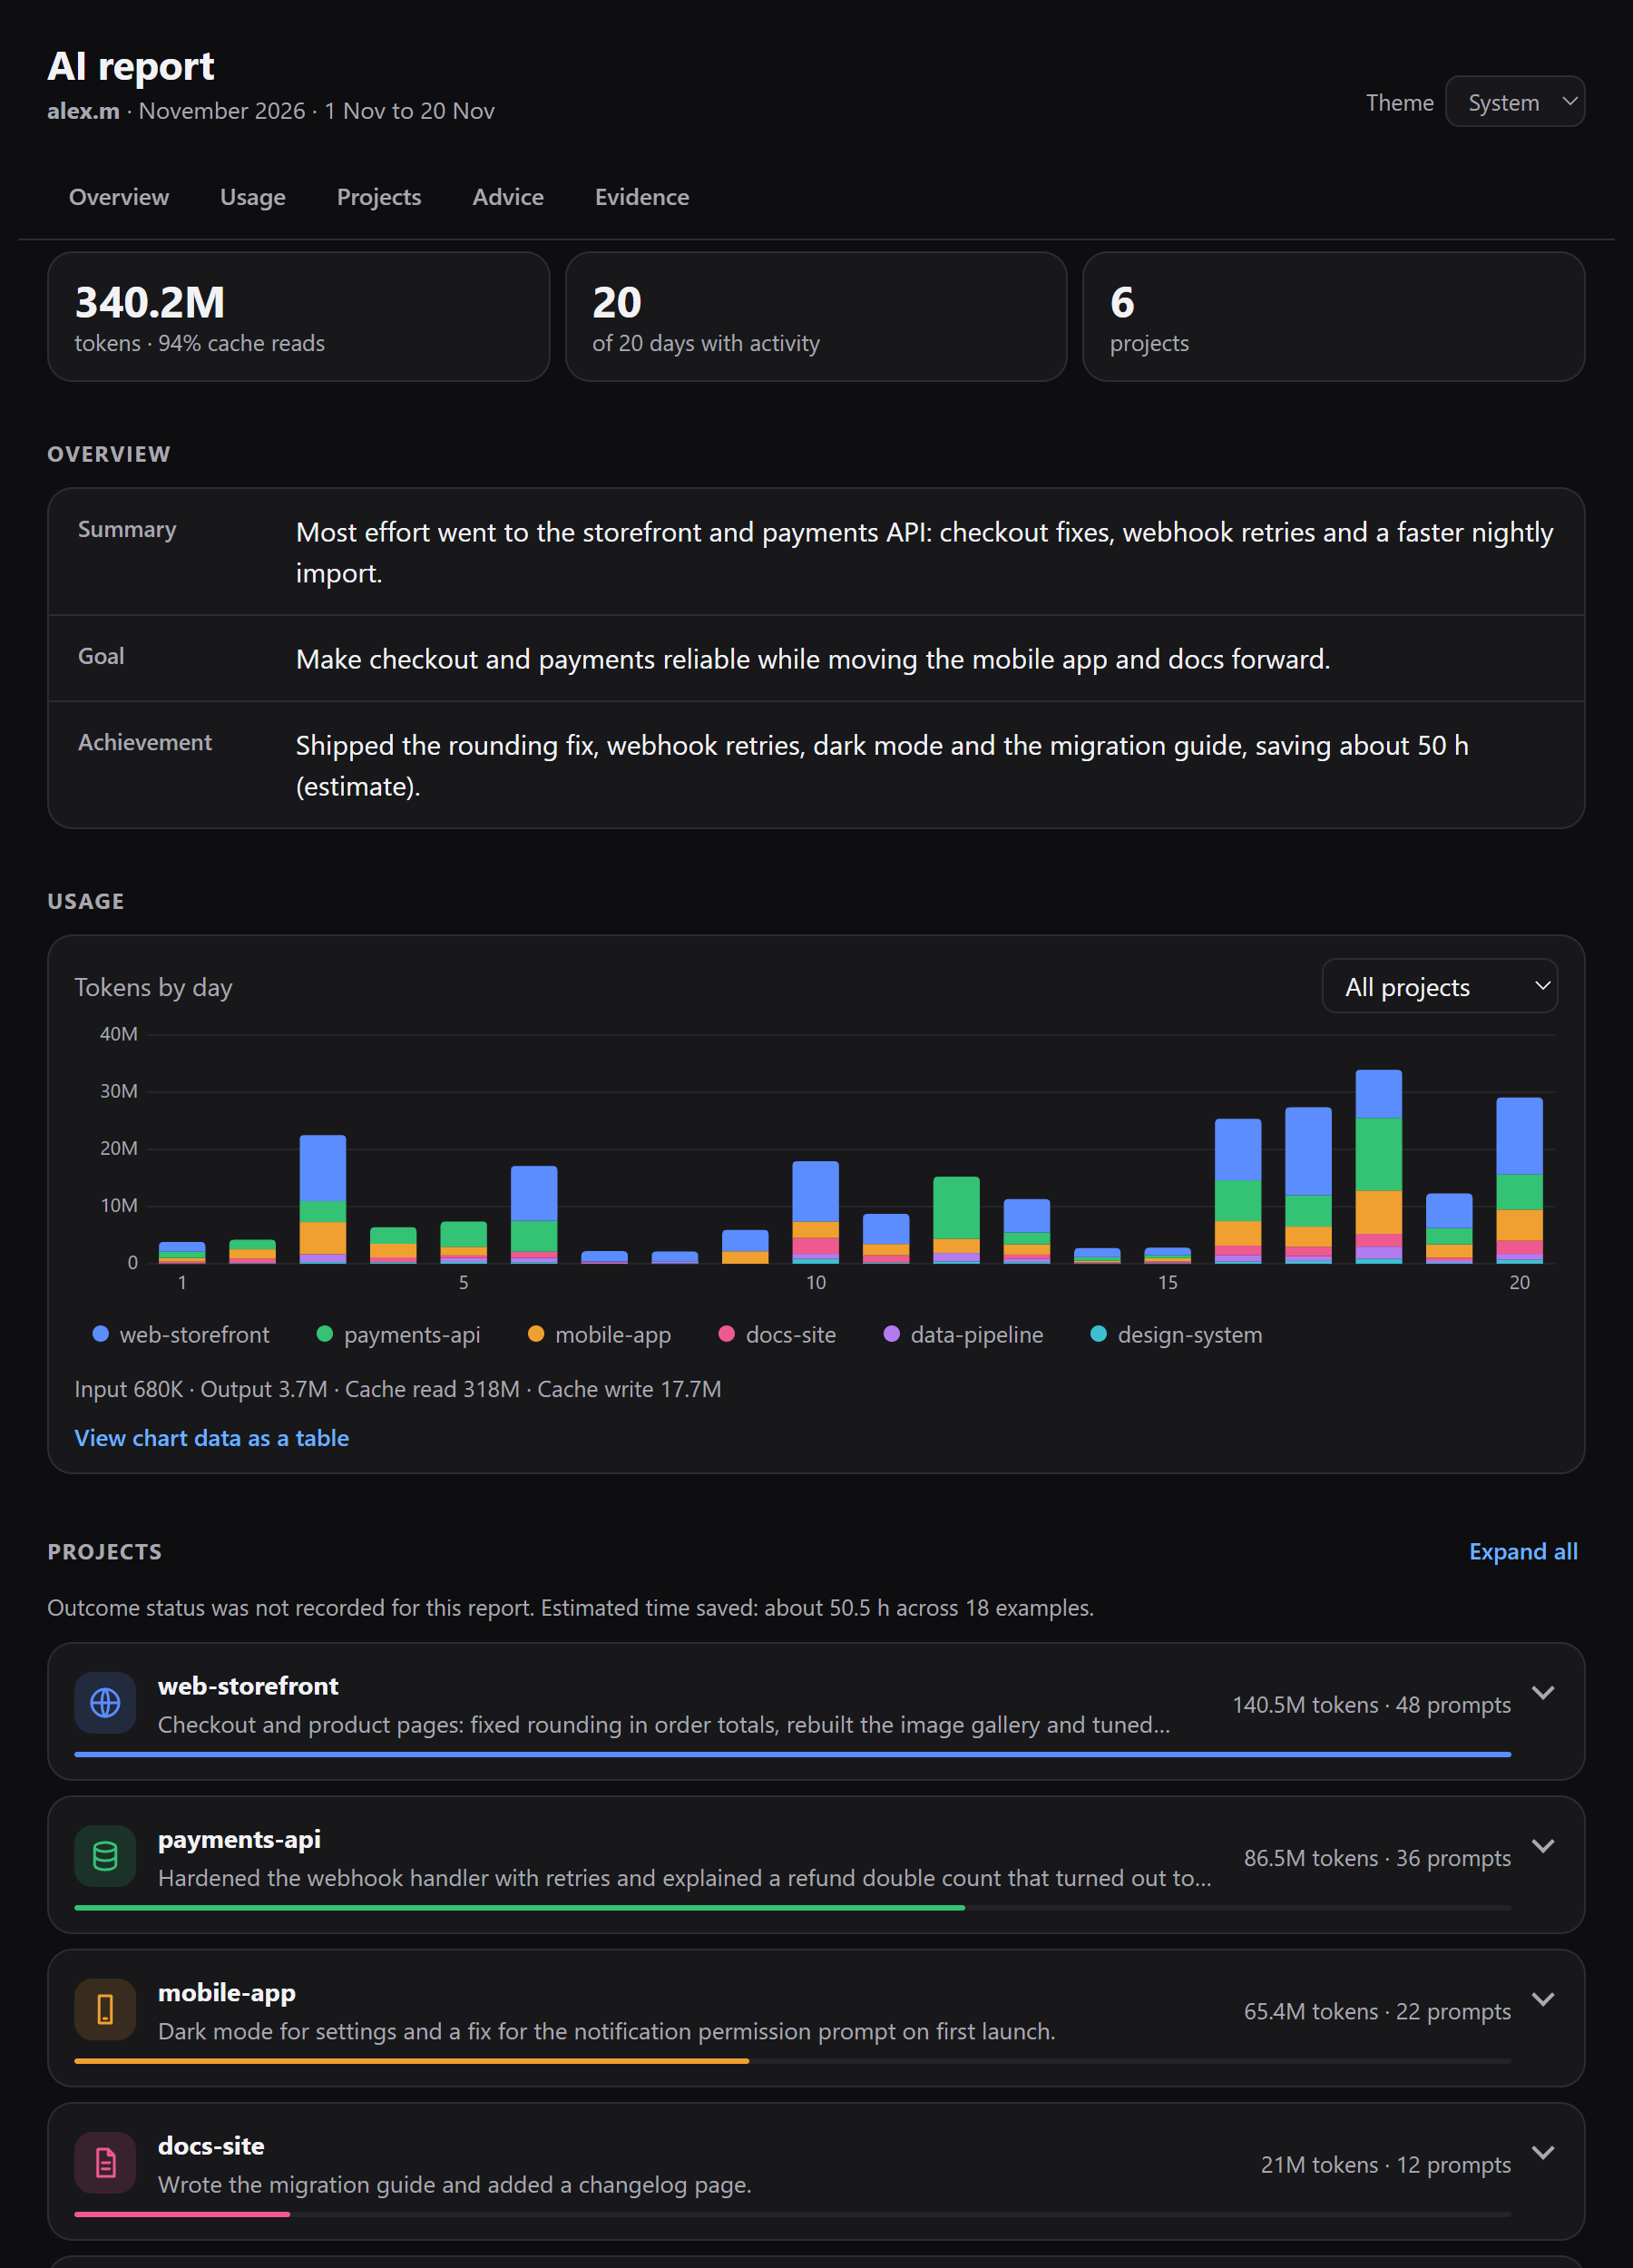 AI report
alex.m · November 2026 · 1 Nov to 20 Nov
Theme
System
Overview
Usage
Projects
Advice
Evidence
340.2M
tokens · 94% cache reads
20
of 20 days with activity
6
projects
OVERVIEW
Summary
Most effort went to the storefront and payments API: checkout fixes, webhook retries and a faster nightly
import.
Goal
Make checkout and payments reliable while moving the mobile app and docs forward.
Achievement
Shipped the rounding fix, webhook retries, dark mode and the migration guide, saving about 50 h
(estimate).
USAGE
Tokens by day
All projects
40M
30M
20M
10M
0
1
5
10
15
20
web-storefront
payments-api
mobile-app
docs-site
data-pipeline
design-system
Input 680K · Output 3.7M · Cache read 318M · Cache write 17.7M
View chart data as a table
PROJECTS
Expand all
Outcome status was not recorded for this report. Estimated time saved: about 50.5 h across 18 examples.
web-storefront
Checkout and product pages: fixed rounding in order totals, rebuilt the image gallery and tuned...
140.5M tokens · 48 prompts
payments-api
Hardened the webhook handler with retries and explained a refund double count that turned out to...
86.5M tokens · 36 prompts
mobile-app
Dark mode for settings and a fix for the notification permission prompt on first launch.
65.4M tokens · 22 prompts
docs-site
Wrote the migration guide and added a changelog page.
21M tokens · 12 prompts